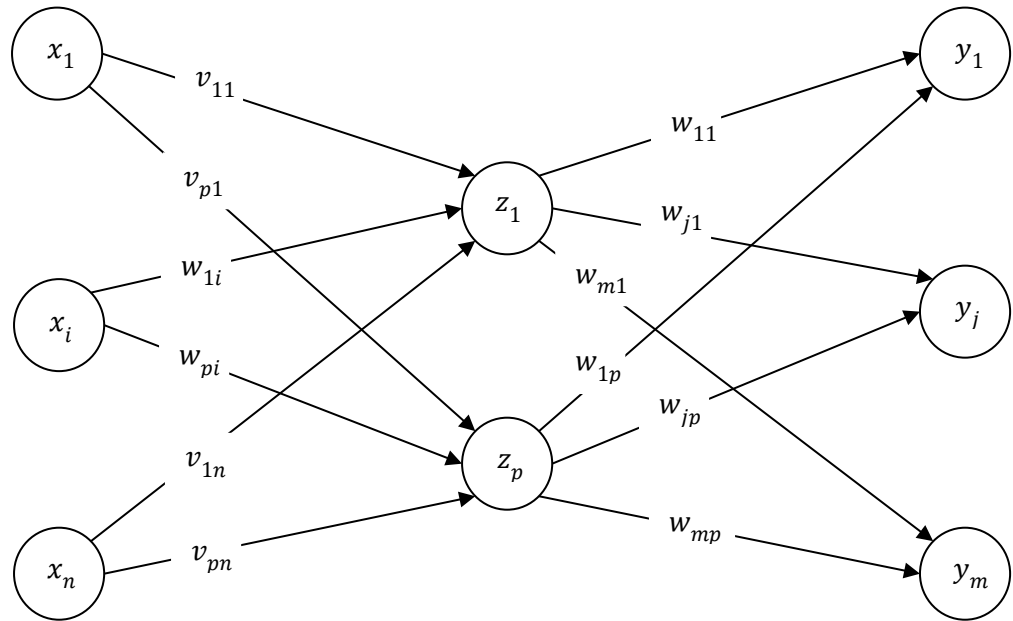 x₁
y₁
v₁₁
w₁₁
vₚ₁
z₁
wⱼ₁
w₁ᵢ
wₘ₁
xᵢ
yⱼ
wₚᵢ
w₁ₚ
wⱼₚ
v₁ₙ
zₚ
wₘₚ
vₚₙ
xₙ
yₘ